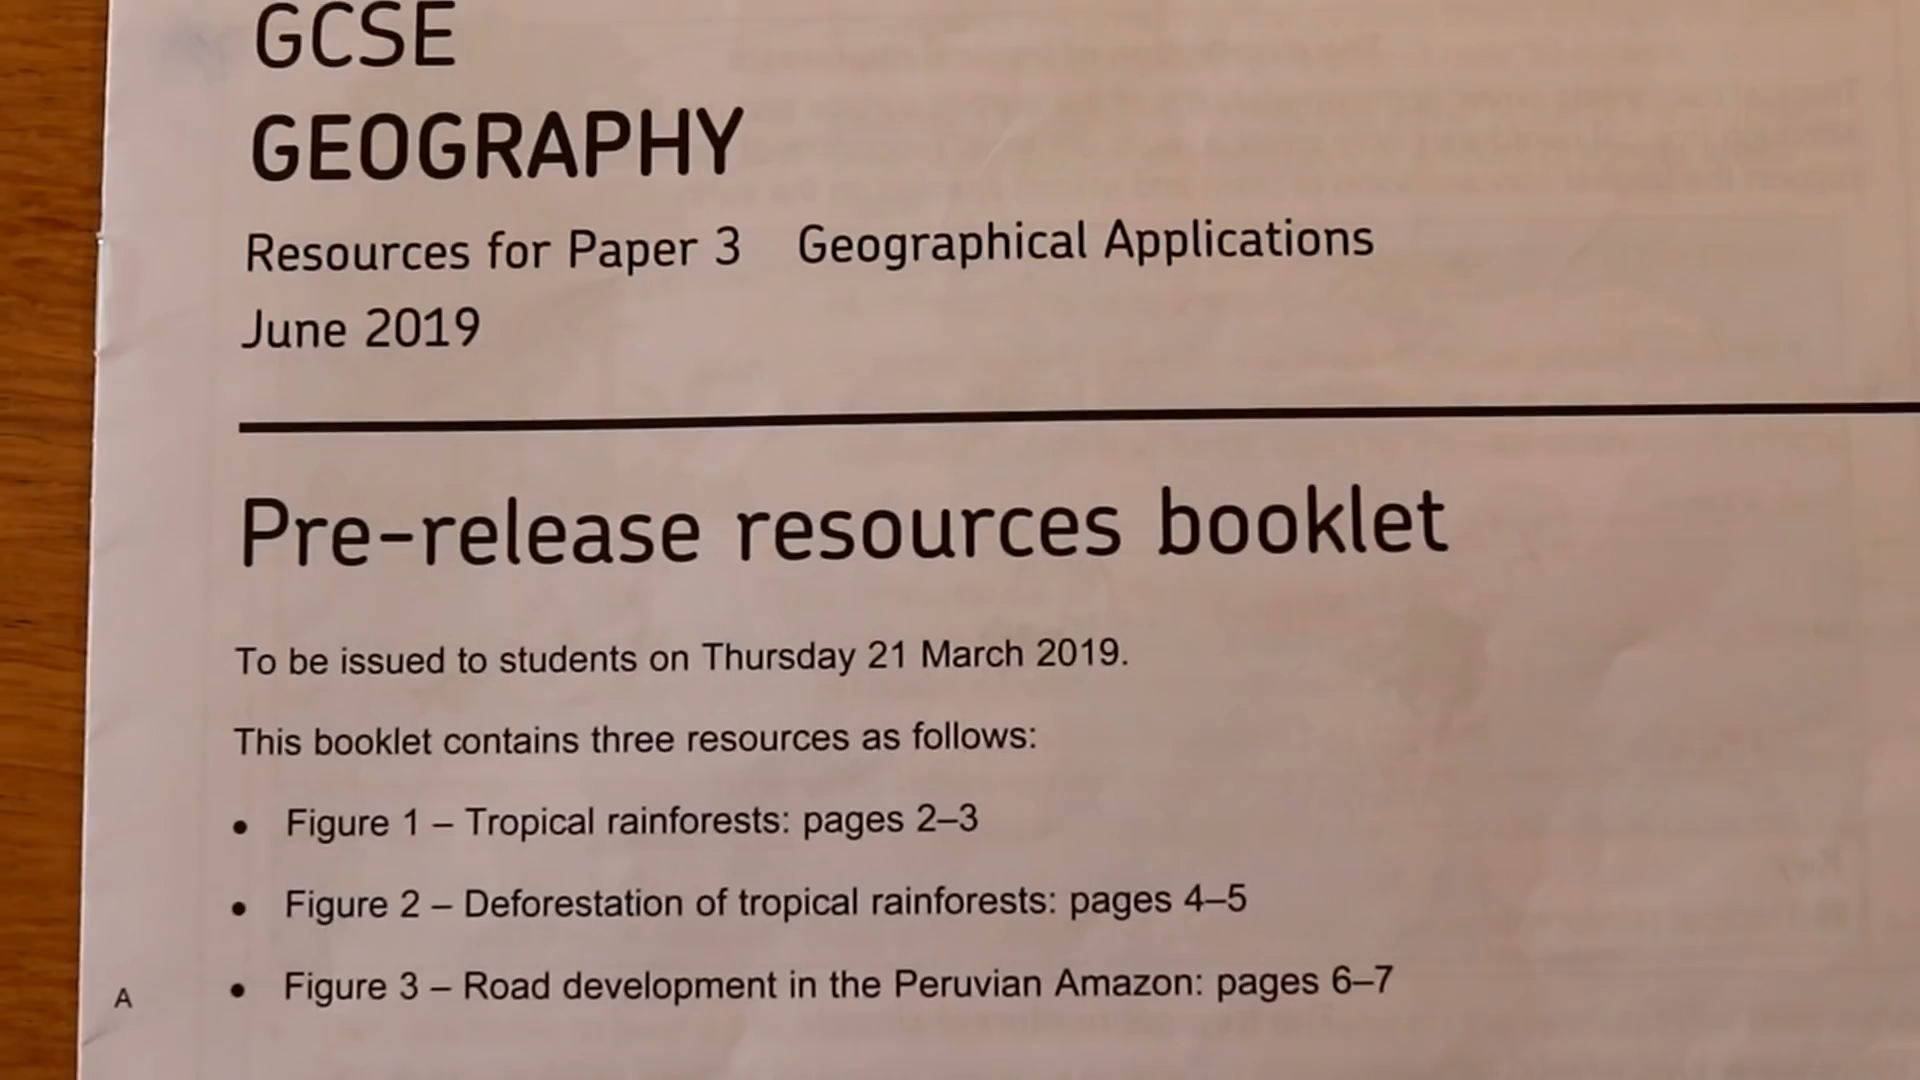 GCSE
GEOGRAPHY
Resources for Paper 3 Geographical Applications
June 2019
Pre-release resources booklet
To be issued to students on Thursday 21 March 2019.
This booklet contains three resources as follows:
• Figure 1 – Tropical rainforests: pages 2–3
• Figure 2 – Deforestation of tropical rainforests: pages 4–5
• Figure 3 – Road development in the Peruvian Amazon: pages 6–7
A